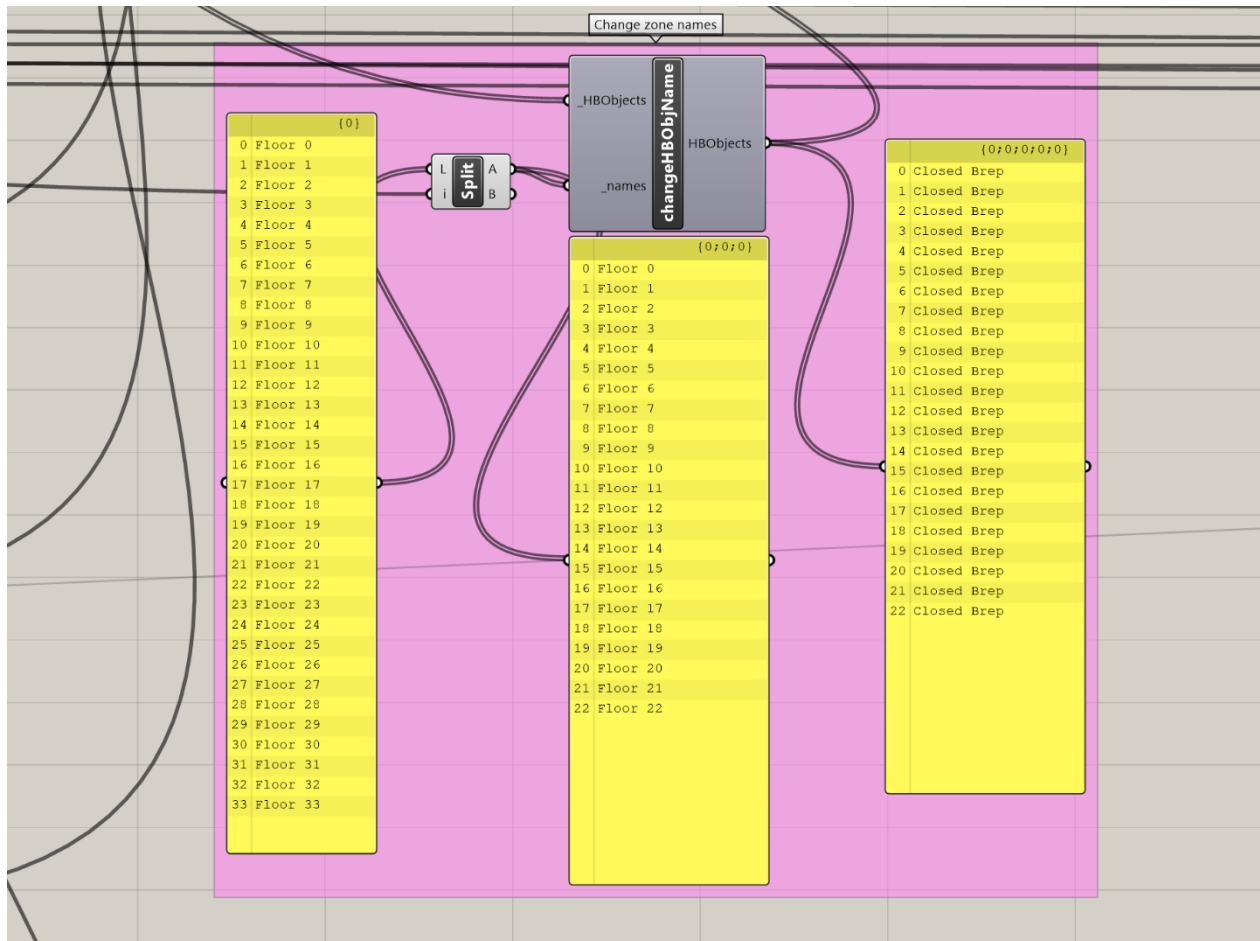 Change zone names
_HBObjects
_names
changeHBObjName
HBObjects
{0}
0 Floor 0
1 Floor 1
2 Floor 2
3 Floor 3
4 Floor 4
5 Floor 5
6 Floor 6
7 Floor 7
8 Floor 8
9 Floor 9
10 Floor 10
11 Floor 11
12 Floor 12
13 Floor 13
14 Floor 14
15 Floor 15
16 Floor 16
17 Floor 17
18 Floor 18
19 Floor 19
20 Floor 20
21 Floor 21
22 Floor 22
23 Floor 23
24 Floor 24
25 Floor 25
26 Floor 26
27 Floor 27
28 Floor 28
29 Floor 29
30 Floor 30
31 Floor 31
32 Floor 32
33 Floor 33
L
i
Split
A
B
{0;0;0}
0 Floor 0
1 Floor 1
2 Floor 2
3 Floor 3
4 Floor 4
5 Floor 5
6 Floor 6
7 Floor 7
8 Floor 8
9 Floor 9
10 Floor 10
11 Floor 11
12 Floor 12
13 Floor 13
14 Floor 14
15 Floor 15
16 Floor 16
17 Floor 17
18 Floor 18
19 Floor 19
20 Floor 20
21 Floor 21
22 Floor 22
{0;0;0;0;0}
0 Closed Brep
1 Closed Brep
2 Closed Brep
3 Closed Brep
4 Closed Brep
5 Closed Brep
6 Closed Brep
7 Closed Brep
8 Closed Brep
9 Closed Brep
10 Closed Brep
11 Closed Brep
12 Closed Brep
13 Closed Brep
14 Closed Brep
15 Closed Brep
16 Closed Brep
17 Closed Brep
18 Closed Brep
19 Closed Brep
20 Closed Brep
21 Closed Brep
22 Closed Brep